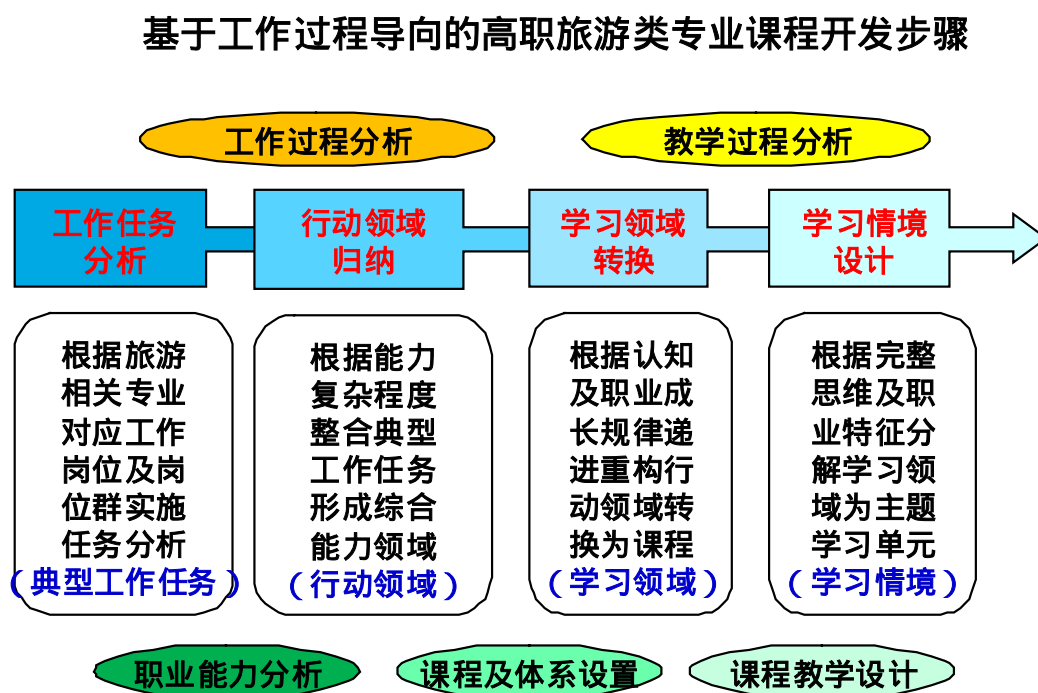 基于工作过程导向的高职旅游类专业课程开发步骤
工作过程分析
教学过程分析
工作任务
分析
行动领域
归纳
学习领域
转换
学习情境
设计
根据旅游
相关专业
对应工作
岗位及岗
位群实施
任务分析
（典型工作任务）
根据能力
复杂程度
整合典型
工作任务
形成综合
能力领域
（行动领域）
根据认知
及职业成
长规律递
进重构行
动领域转
换为课程
（学习领域）
根据完整
思维及职
业特征分
解学习领
域为主题
学习单元
（学习情境）
职业能力分析
课程及体系设置
课程教学设计